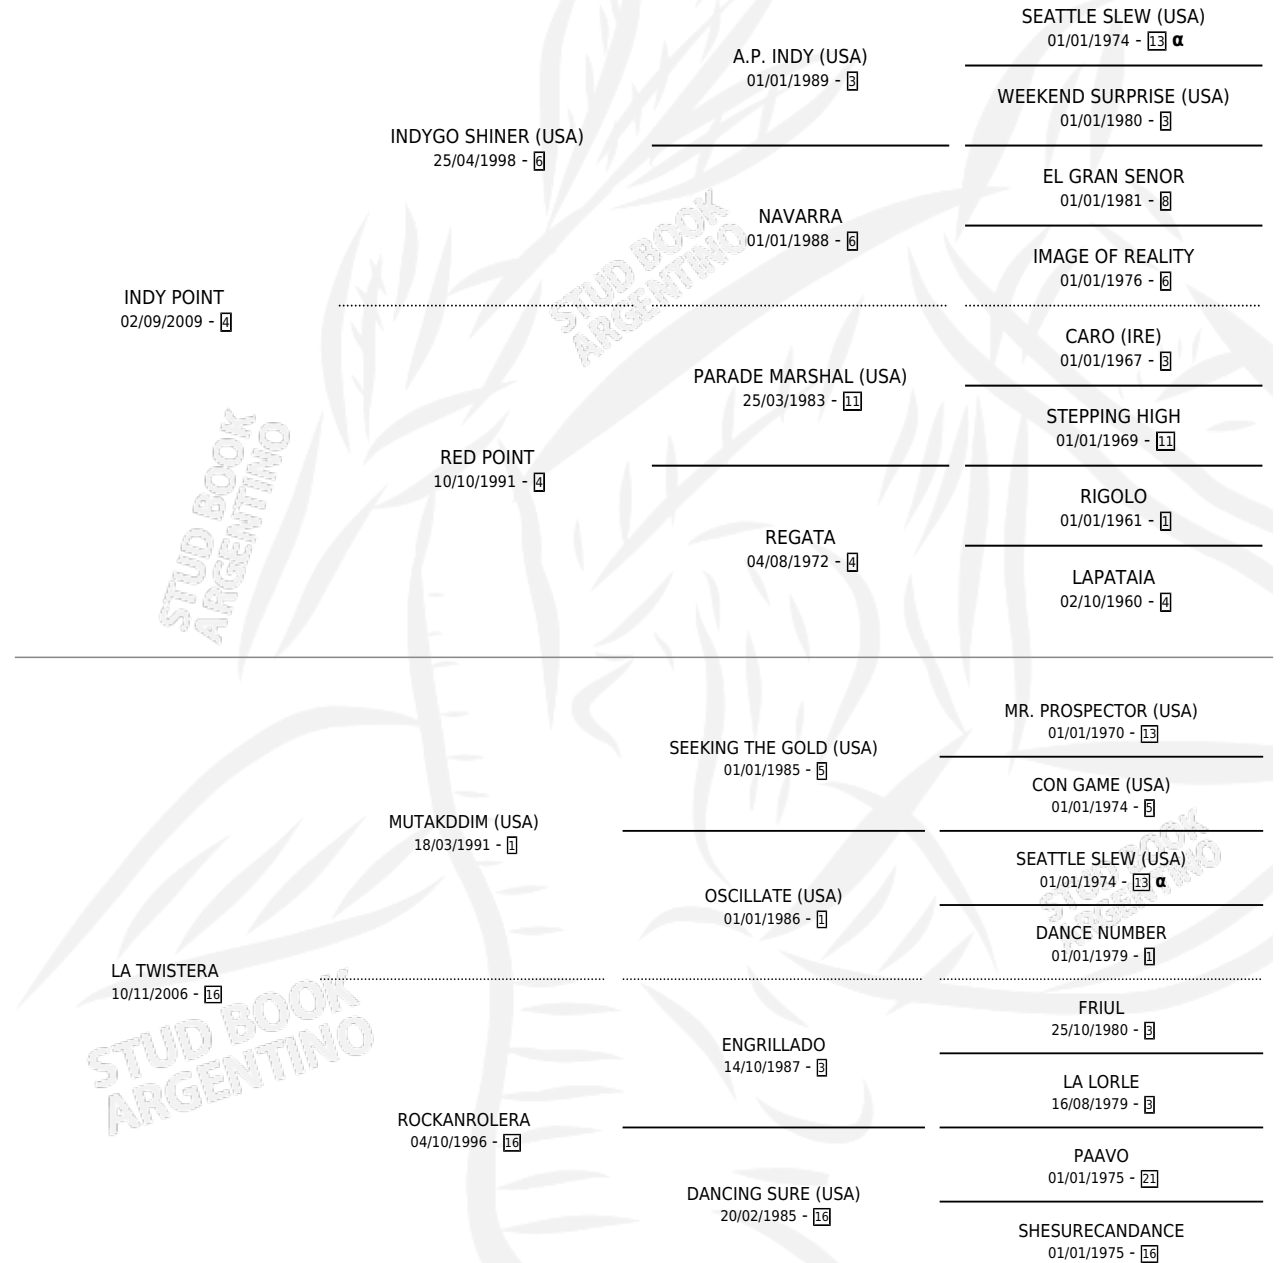 SEATTLE SLEW (USA)
01/01/1974 - 13 α
A.P. INDY (USA)
01/01/1989 - 3
WEEKEND SURPRISE (USA)
01/01/1980 - 3
INDYGO SHINER (USA)
25/04/1998 - 6
EL GRAN SENOR
01/01/1981 - 8
NAVARRA
01/01/1988 - 6
IMAGE OF REALITY
01/01/1976 - 6
INDY POINT
02/09/2009 - 4
CARO (IRE)
01/01/1967 - 3
PARADE MARSHAL (USA)
25/03/1983 - 11
STEPPING HIGH
01/01/1969 - 11
RED POINT
10/10/1991 - 4
RIGOLO
01/01/1961 - 1
REGATA
04/08/1972 - 4
LAPATAIA
02/10/1960 - 4
MR. PROSPECTOR (USA)
01/01/1970 - 13
SEEKING THE GOLD (USA)
01/01/1985 - 5
CON GAME (USA)
01/01/1974 - 5
MUTAKDDIM (USA)
18/03/1991 - 1
SEATTLE SLEW (USA)
01/01/1974 - 13 α
OSCILLATE (USA)
01/01/1986 - 1
DANCE NUMBER
01/01/1979 - 1
LA TWISTERA
10/11/2006 - 16
FRIUL
25/10/1980 - 3
ENGRILLADO
14/10/1987 - 3
LA LORLE
16/08/1979 - 3
ROCKANROLERA
04/10/1996 - 16
PAAVO
01/01/1975 - 21
DANCING SURE (USA)
20/02/1985 - 16
SHESURECANDANCE
01/01/1975 - 16
STUD BOOK
ARGENTINO
STUD BOOK
ARGENTINO
STUD BOOK
ARGENTINO
STUD BOOK
ARGENTINO